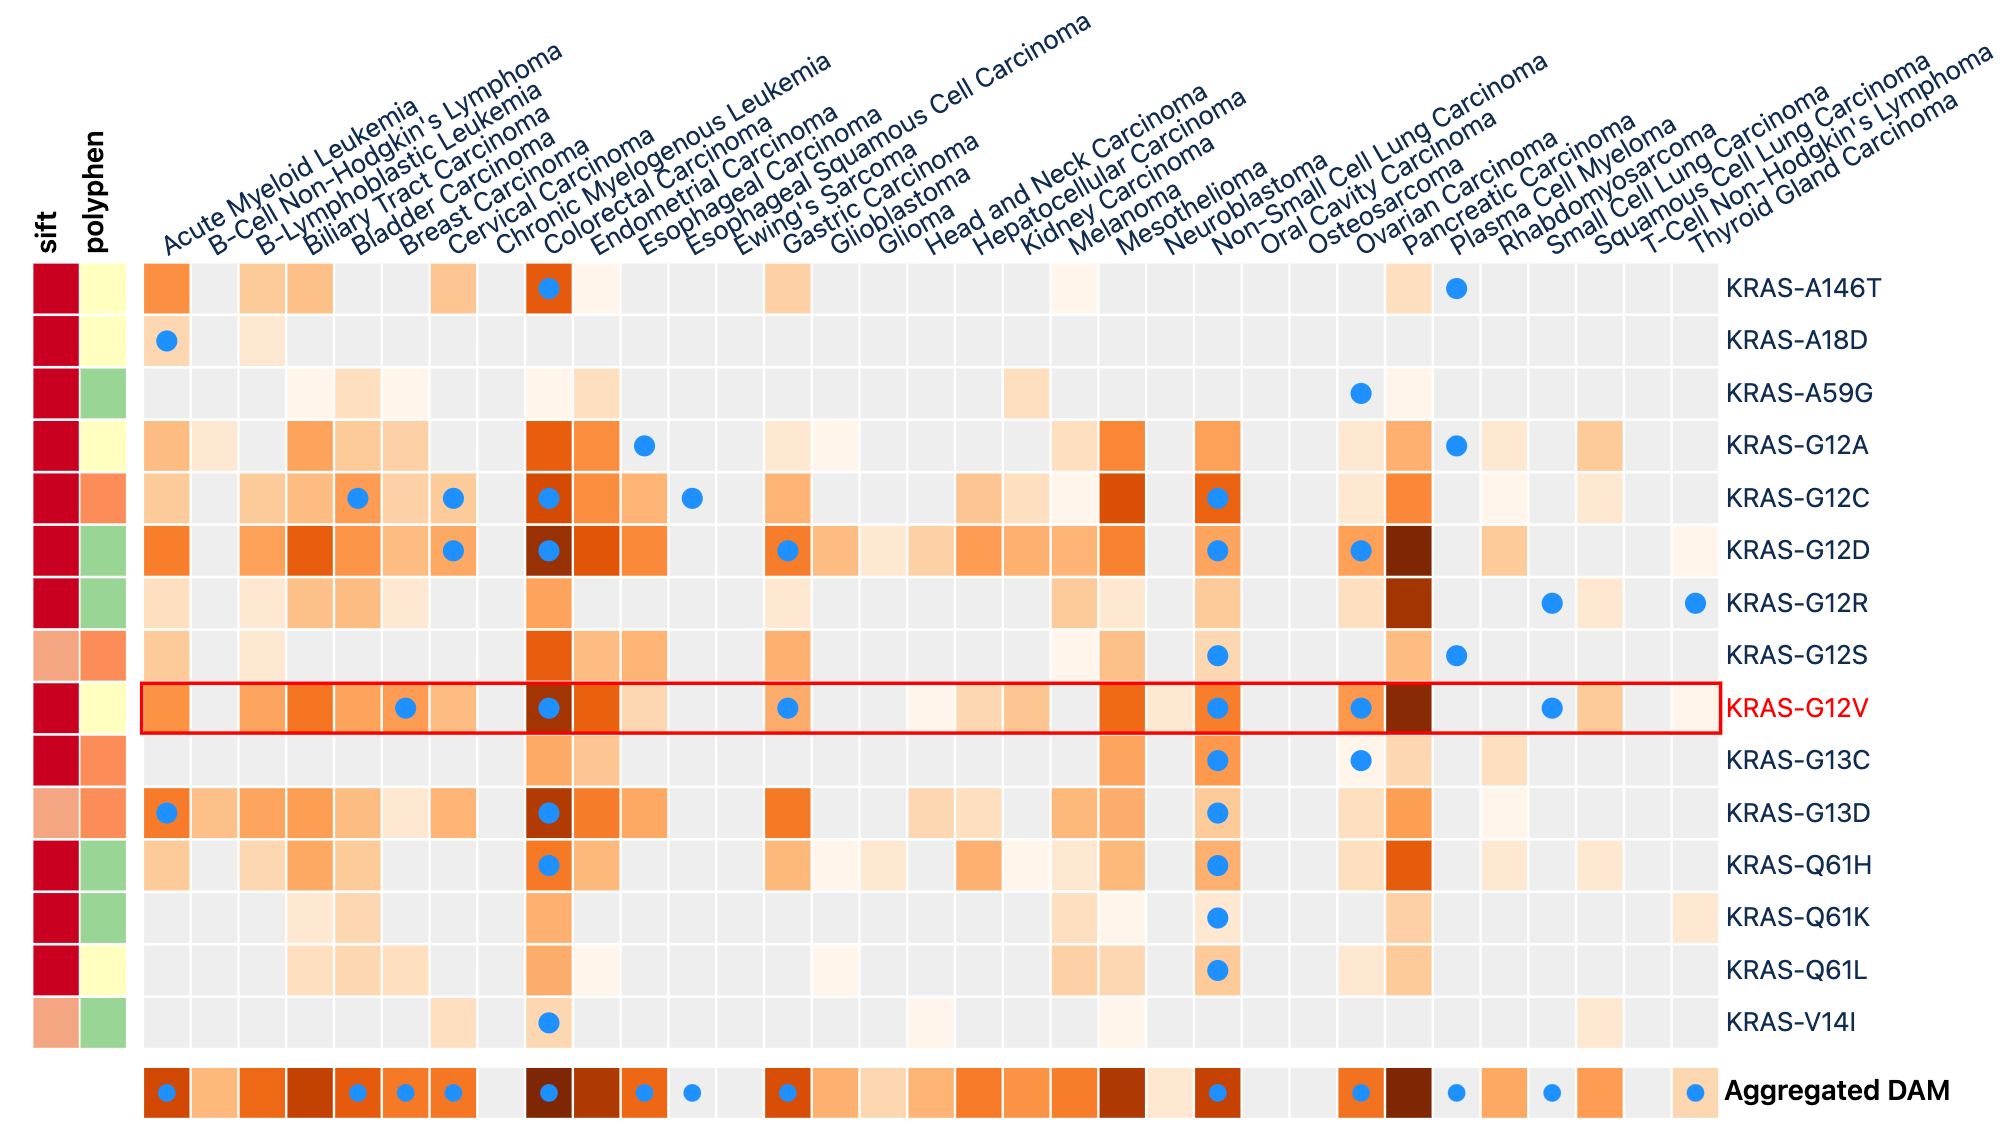 sift
polyphen
Acute Myeloid Leukemia
B-Cell Non-Hodgkin's Lymphoma
B-Lymphoblastic Leukemia
Biliary Tract Carcinoma
Bladder Carcinoma
Breast Carcinoma
Cervical Carcinoma
Chronic Myelogenous Leukemia
Colorectal Carcinoma
Endometrial Carcinoma
Esophageal Carcinoma
Esophageal Squamous Cell Carcinoma
Ewing's Sarcoma
Gastric Carcinoma
Glioblastoma
Glioma
Head and Neck Carcinoma
Hepatocellular Carcinoma
Kidney Carcinoma
Melanoma
Mesothelioma
Neuroblastoma
Non-Small Cell Lung Carcinoma
Oral Cavity Carcinoma
Osteosarcoma
Ovarian Carcinoma
Pancreatic Carcinoma
Plasma Cell Myeloma
Rhabdomyosarcoma
Small Cell Lung Carcinoma
Squamous Cell Lung Carcinoma
T-Cell Non-Hodgkin's Lymphoma
Thyroid Gland Carcinoma
KRAS-A146T
KRAS-A18D
KRAS-A59G
KRAS-G12A
KRAS-G12C
KRAS-G12D
KRAS-G12R
KRAS-G12S
KRAS-G12V
KRAS-G13C
KRAS-G13D
KRAS-Q61H
KRAS-Q61K
KRAS-Q61L
KRAS-V14I
Aggregated DAM